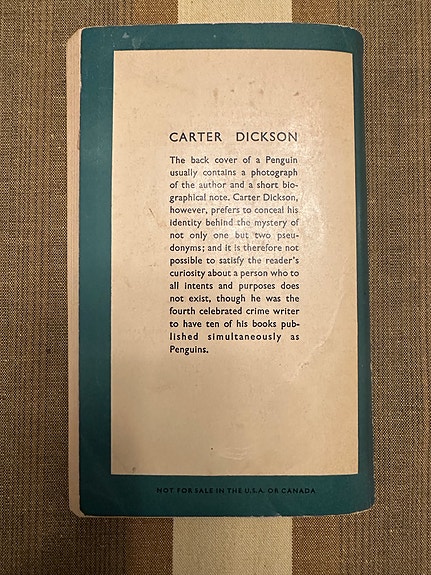 CARTER DICKSON
The back cover of a Penguin
usually contains a photograph
of the author and a short bio-
graphical note. Carter Dickson,
however, prefers to conceal his
identity behind the mystery of
not only one but two pseu-
donyms; and it is therefore not
possible to satisfy the reader's
curiosity about a person who to
all intents and purposes does
not exist, though he was the
fourth celebrated crime writer
to have ten of his books pub-
lished simultaneously as
Penguins.
NOT FOR SALE IN THE U.S.A. OR CANADA